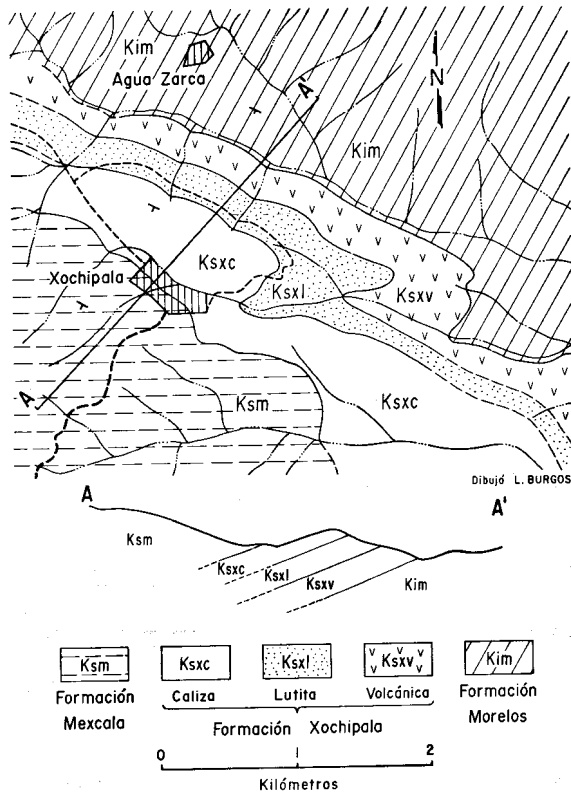 Kim
Agua Zarca
A'
N
Kim
Ksxc
Xochipala
Ksxl
Ksxv
A
Ksm
Ksxc
Dibujó L. BURGOS
A
A'
Ksm
Ksxc
Ksxl
Ksxv
Kim
Ksm
Ksxc
Ksxl
Ksxv
Kim
Formación Caliza Lutita Volcánica Formación
Mexcala Morelos
Formación Xochipala
0 1 2
Kilómetros